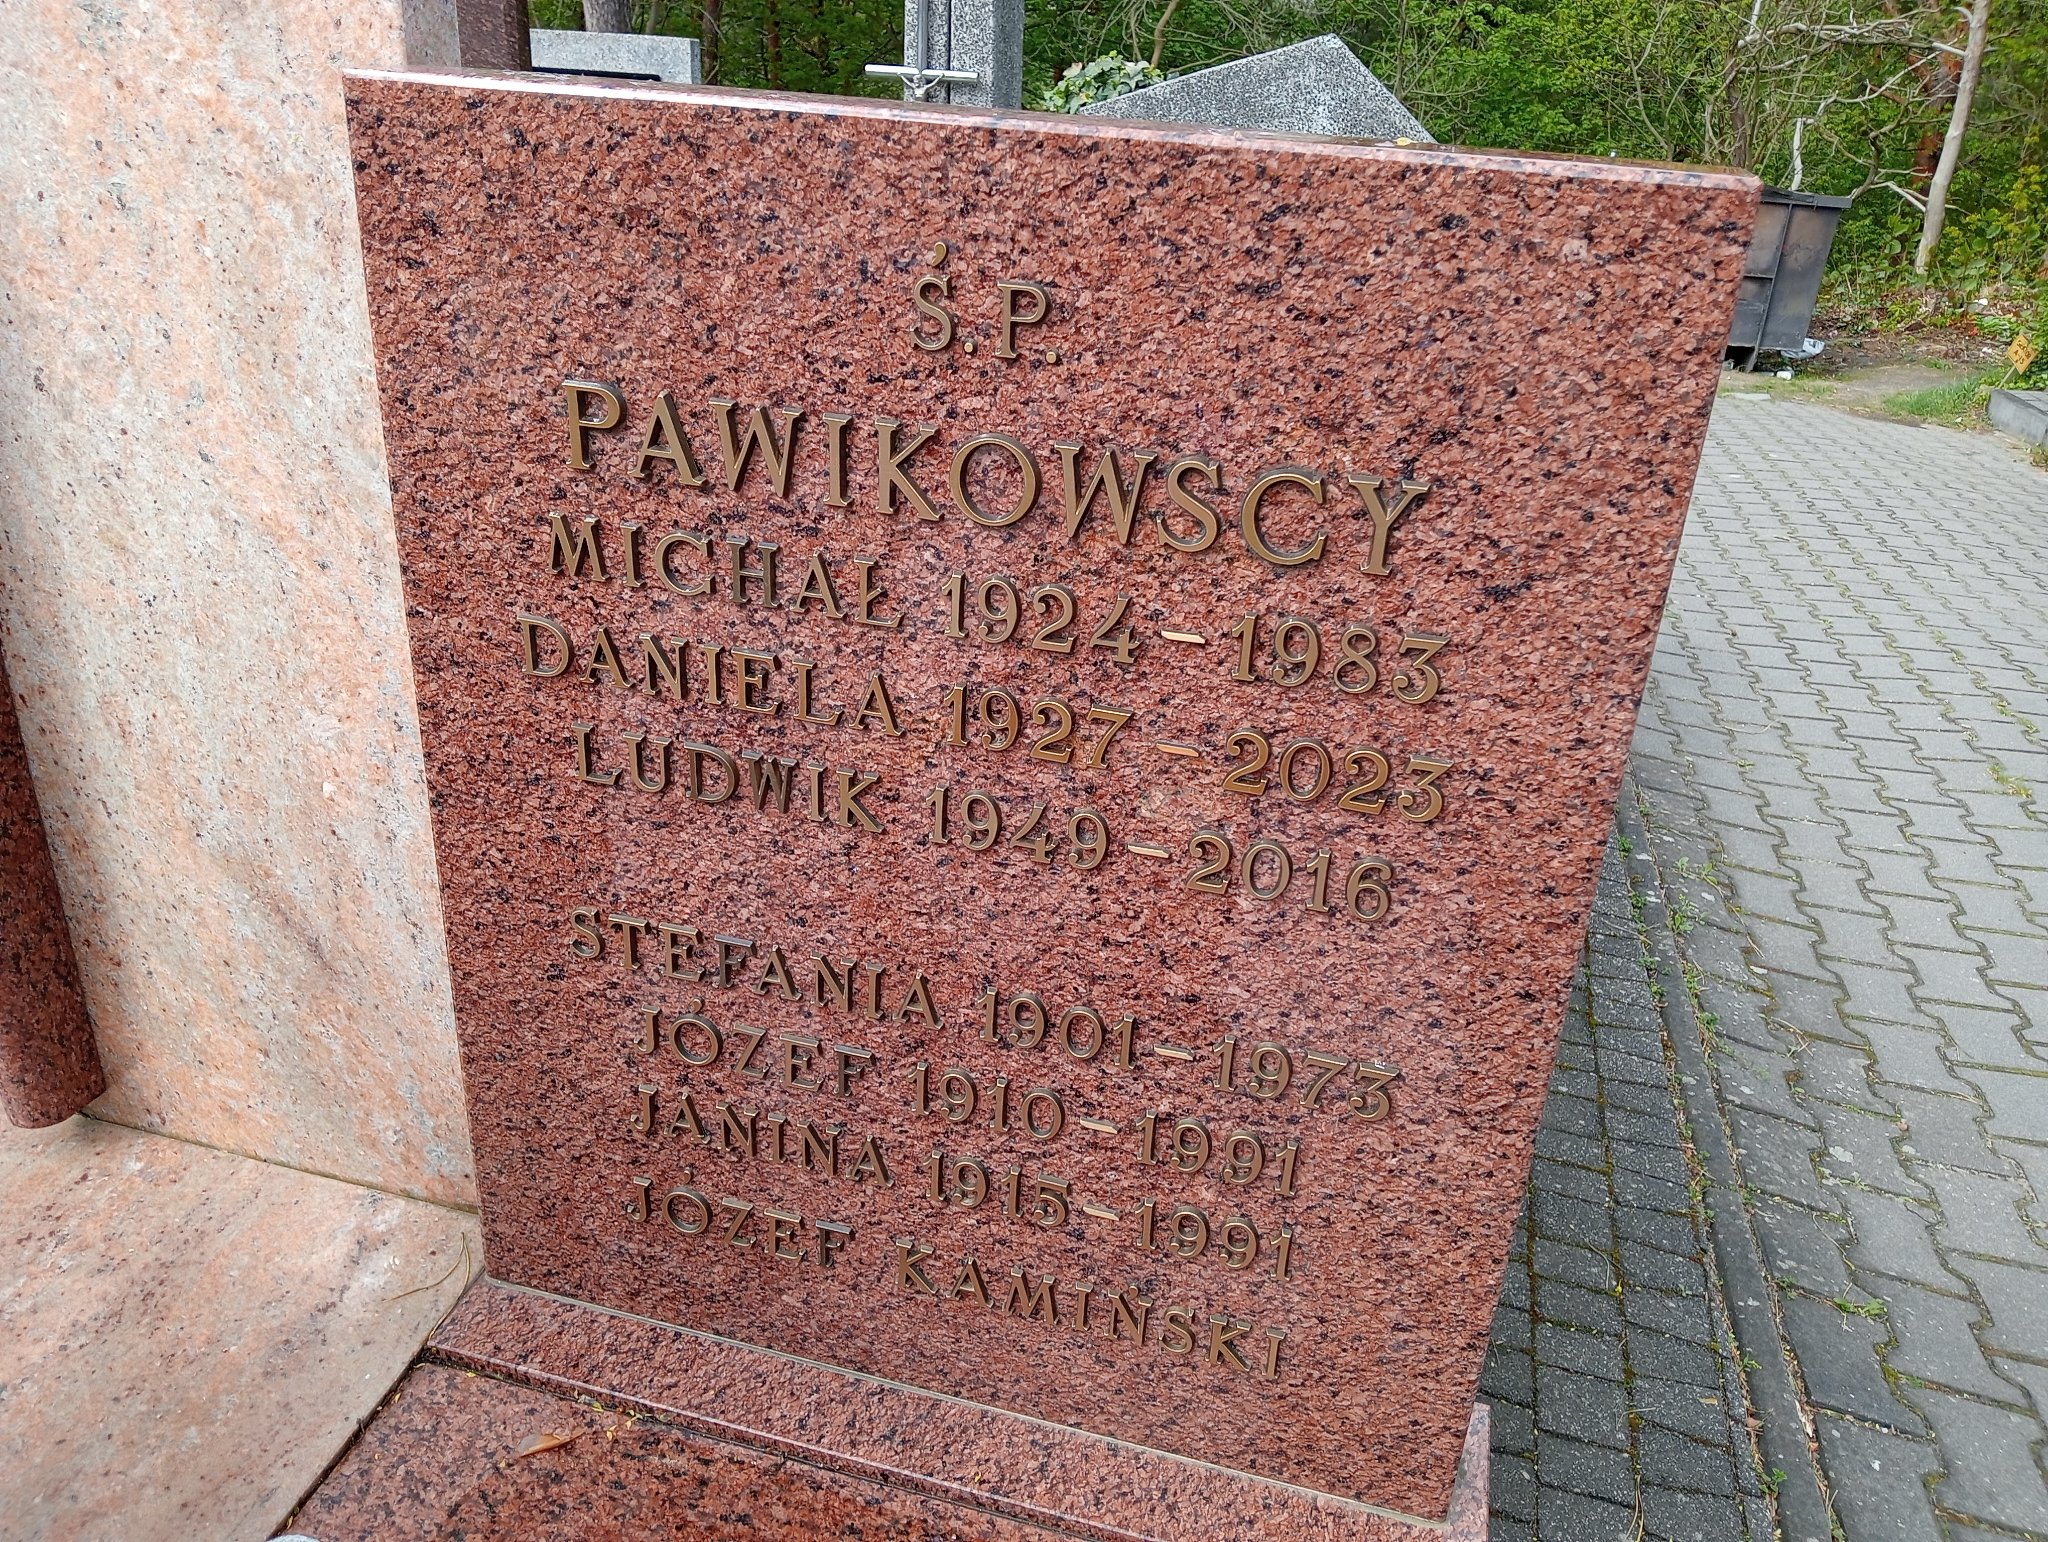 Ś.P.
PAWIKOWSCY
MICHAŁ 1924-1983
DANIELA 1927-2023
LUDWIK 1949-2016
STEFANIA 1901-1973
JÓZEF 1910-1991
JANINA 1915-1991
JÓZEF KAMIŃSKI